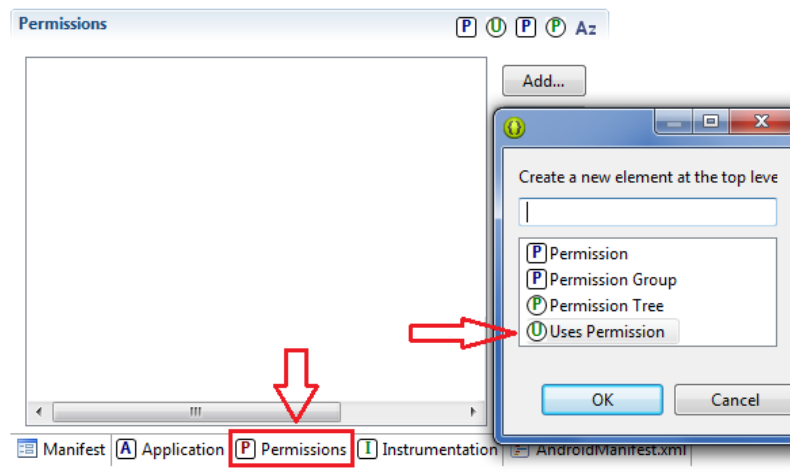 Permissions
P U P P Az
Add...
Create a new element at the top leve
P Permission
P Permission Group
P Permission Tree
U Uses Permission
OK Cancel
Manifest A Application P Permissions I Instrumentation AndroidManifest.xml